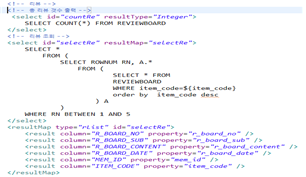 <!-- 리뷰 -->
<!-- 총 리뷰 갯수 출력 -->
<select id="countRe" resultType="Integer">
SELECT COUNT(*) FROM REVIEWBOARD
</select>
<!-- 리뷰 조회 -->
<select id="selectRe" resultMap="selectRe">
SELECT *
FROM (
SELECT ROWNUM RN, A.*
FROM (
SELECT * FROM
REVIEWBOARD
WHERE item_code=${item_code}
order by item_code desc
) A
)
WHERE RN BETWEEN 1 AND 5
</select>
<resultMap type="rList" id="selectRe">
<result column="R_BOARD_NO" property="r_board_no" />
<result column="R_BOARD_SUB" property="r_board_sub" />
<result column="R_BOARD_CONTENT" property="r_board_content" />
<result column="R_BOARD_DATE" property="r_board_date" />
<result column="MEM_ID" property="mem_id" />
<result column="ITEM_CODE" property="item_code" />
</resultMap>